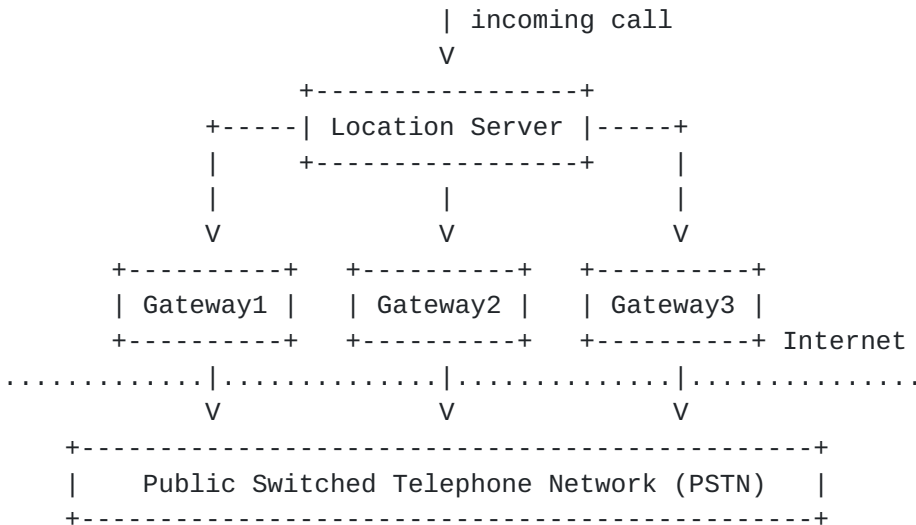 | incoming call
V
+-----------------+
+-----| Location Server |-----+
| +-----------------+ |
| | |
V V V
+----------+ +----------+ +----------+
| Gateway1 | | Gateway2 | | Gateway3 |
+----------+ +----------+ +----------+ Internet
.............|..............|..............|...............
V V V
+-----------------------------------------------+
| Public Switched Telephone Network (PSTN) |
+-----------------------------------------------+